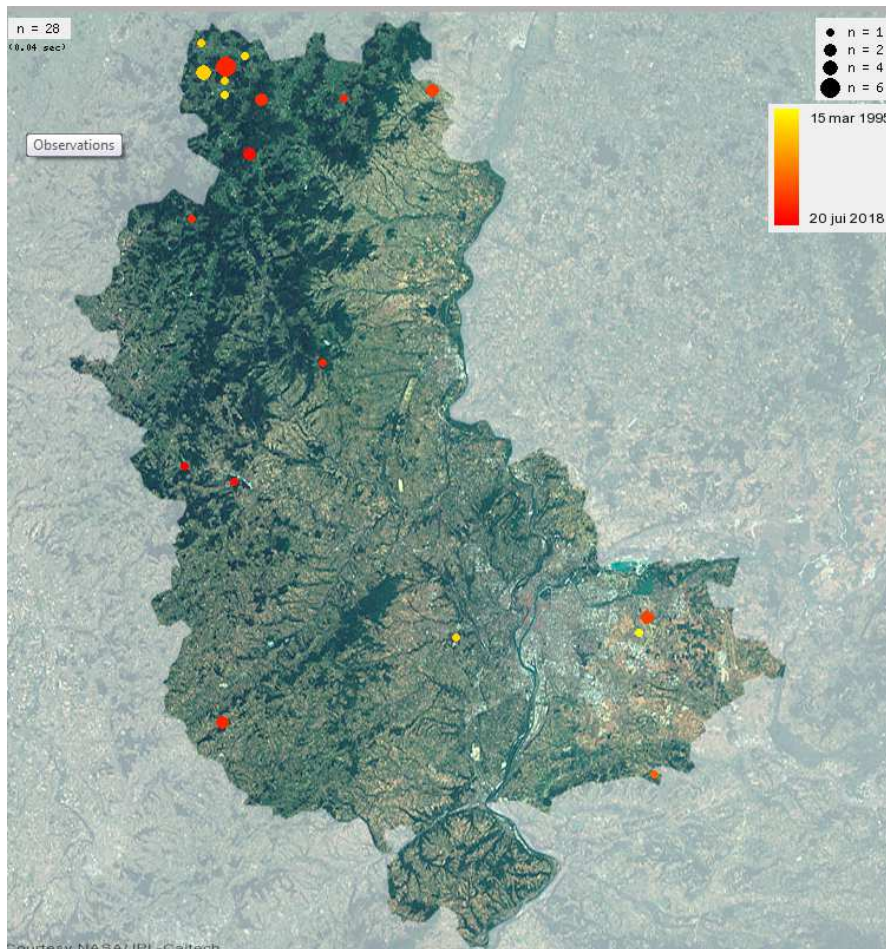 n = 28
(0.04 sec)
Observations
n = 1
n = 2
n = 4
n = 6
15 mar 1995
20 jui 2018
Courtesy NASA/JPL-Caltech